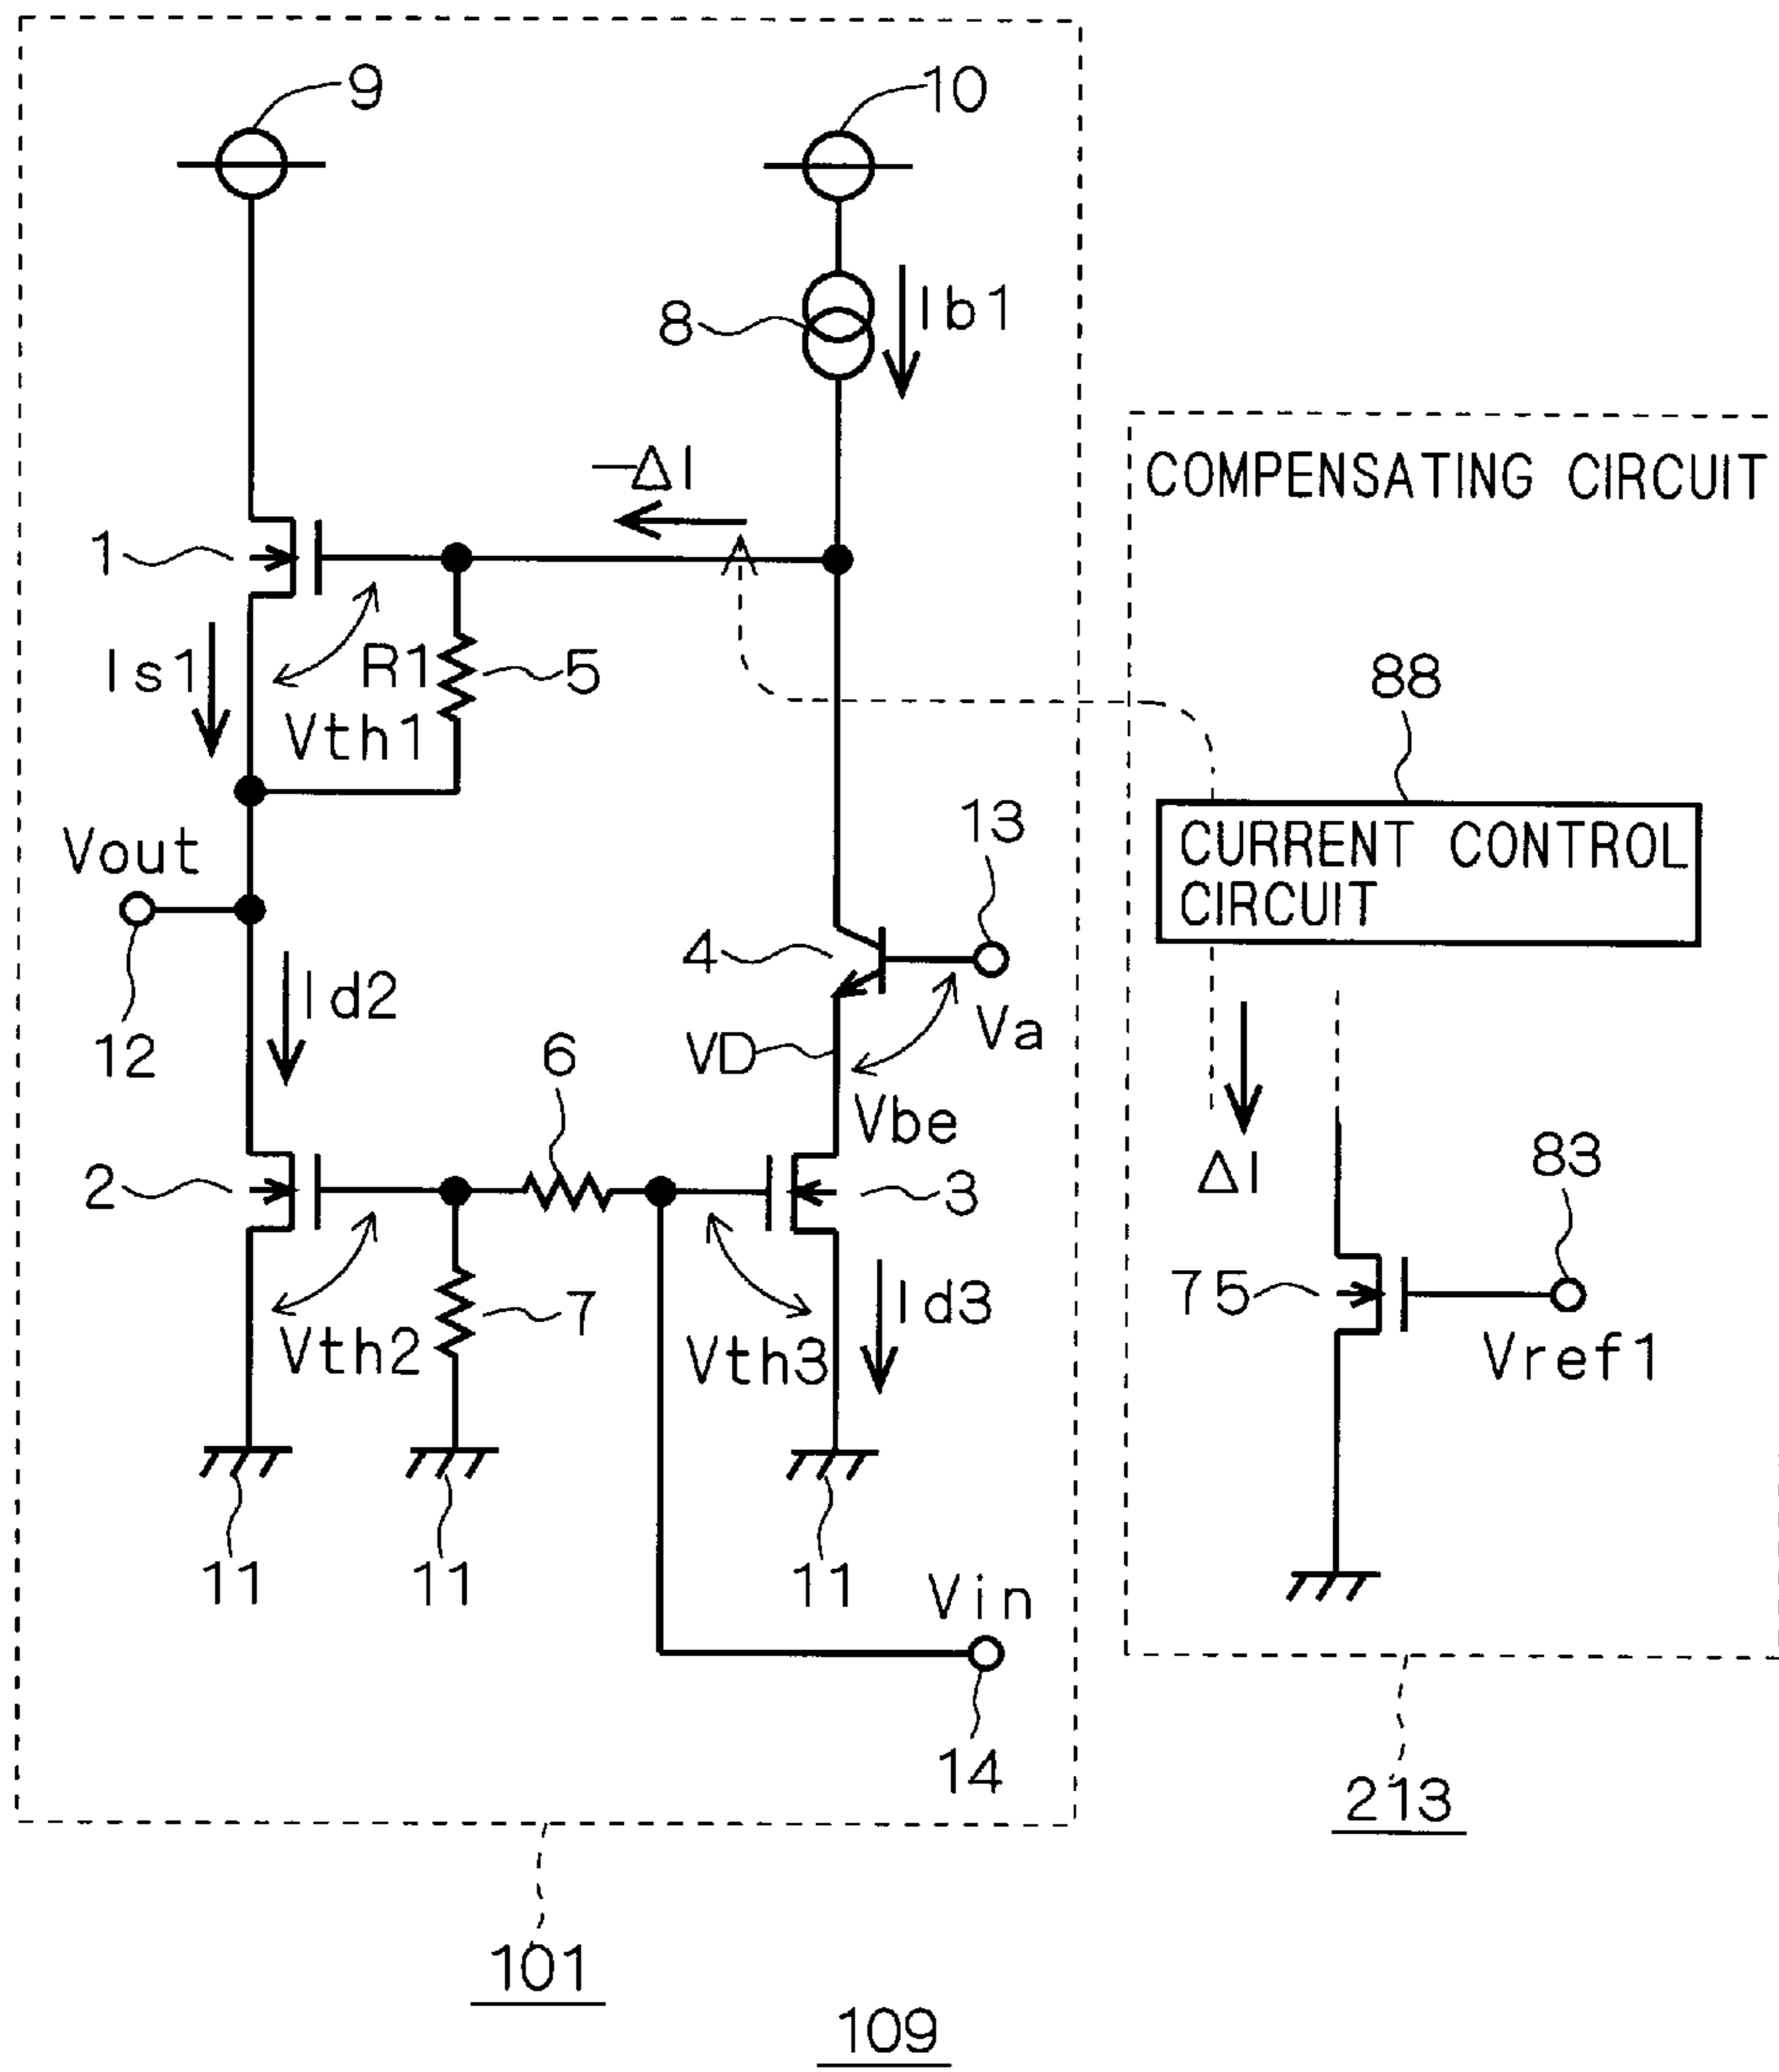 9
10
8
Ib1
COMPENSATING CIRCUIT
−ΔI
1
Is1
R1
5
Vth1
88
Vout
13
CURRENT CONTROL
CIRCUIT
4
Id2
12
6
VD
Va
Vbe
ΔI
83
2
3
7
Id3
75
Vth2
Vth3
Vref1
11
11
11
Vin
14
213
101
109